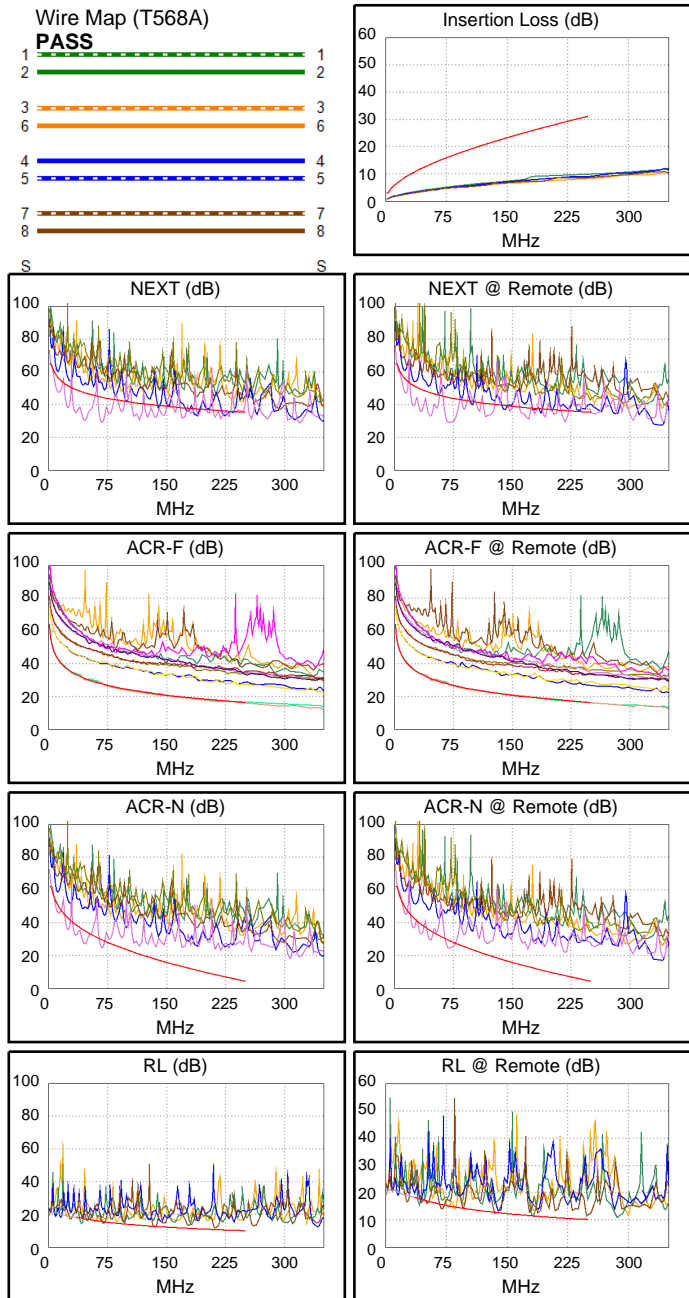 Wire Map (T568A)
PASS
1 1
2 2
3 3
6 6
4 4
5 5
7 7
8 8
S S
Insertion Loss (dB)
60
50
40
30
20
10
0
0 75 150 225 300
MHz
NEXT (dB)
100
80
60
40
20
0
0 75 150 225 300
MHz
NEXT @ Remote (dB)
100
80
60
40
20
0
0 75 150 225 300
MHz
ACR-F (dB)
100
80
60
40
20
0
0 75 150 225 300
MHz
ACR-F @ Remote (dB)
100
80
60
40
20
0
0 75 150 225 300
MHz
ACR-N (dB)
100
80
60
40
20
0
0 75 150 225 300
MHz
ACR-N @ Remote (dB)
100
80
60
40
20
0
0 75 150 225 300
MHz
RL (dB)
100
80
60
40
20
0
0 75 150 225 300
MHz
RL @ Remote (dB)
60
50
40
30
20
10
0
0 75 150 225 300
MHz